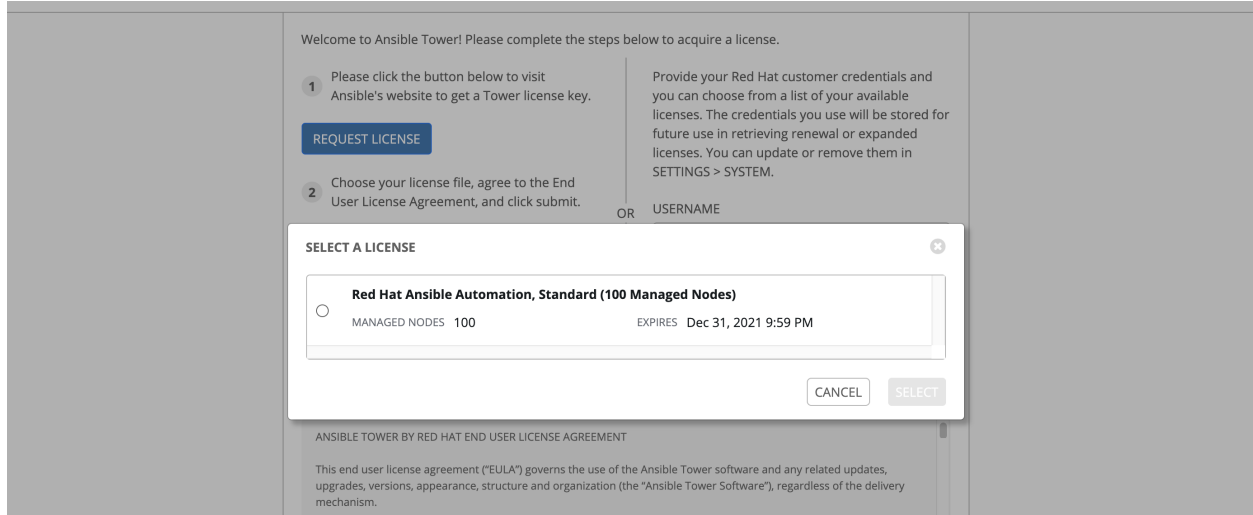 Welcome to Ansible Tower! Please complete the steps below to acquire a license.
1
Please click the button below to visit
Ansible's website to get a Tower license key.
REQUEST LICENSE
2
Choose your license file, agree to the End
User License Agreement, and click submit.
OR
Provide your Red Hat customer credentials and
you can choose from a list of your available
licenses. The credentials you use will be stored for
future use in retrieving renewal or expanded
licenses. You can update or remove them in
SETTINGS > SYSTEM.
USERNAME
SELECT A LICENSE
Red Hat Ansible Automation, Standard (100 Managed Nodes)
MANAGED NODES 100 EXPIRES Dec 31, 2021 9:59 PM
CANCEL SELECT
ANSIBLE TOWER BY RED HAT END USER LICENSE AGREEMENT
This end user license agreement (“EULA”) governs the use of the Ansible Tower software and any related updates,
upgrades, versions, appearance, structure and organization (the “Ansible Tower Software”), regardless of the delivery
mechanism.